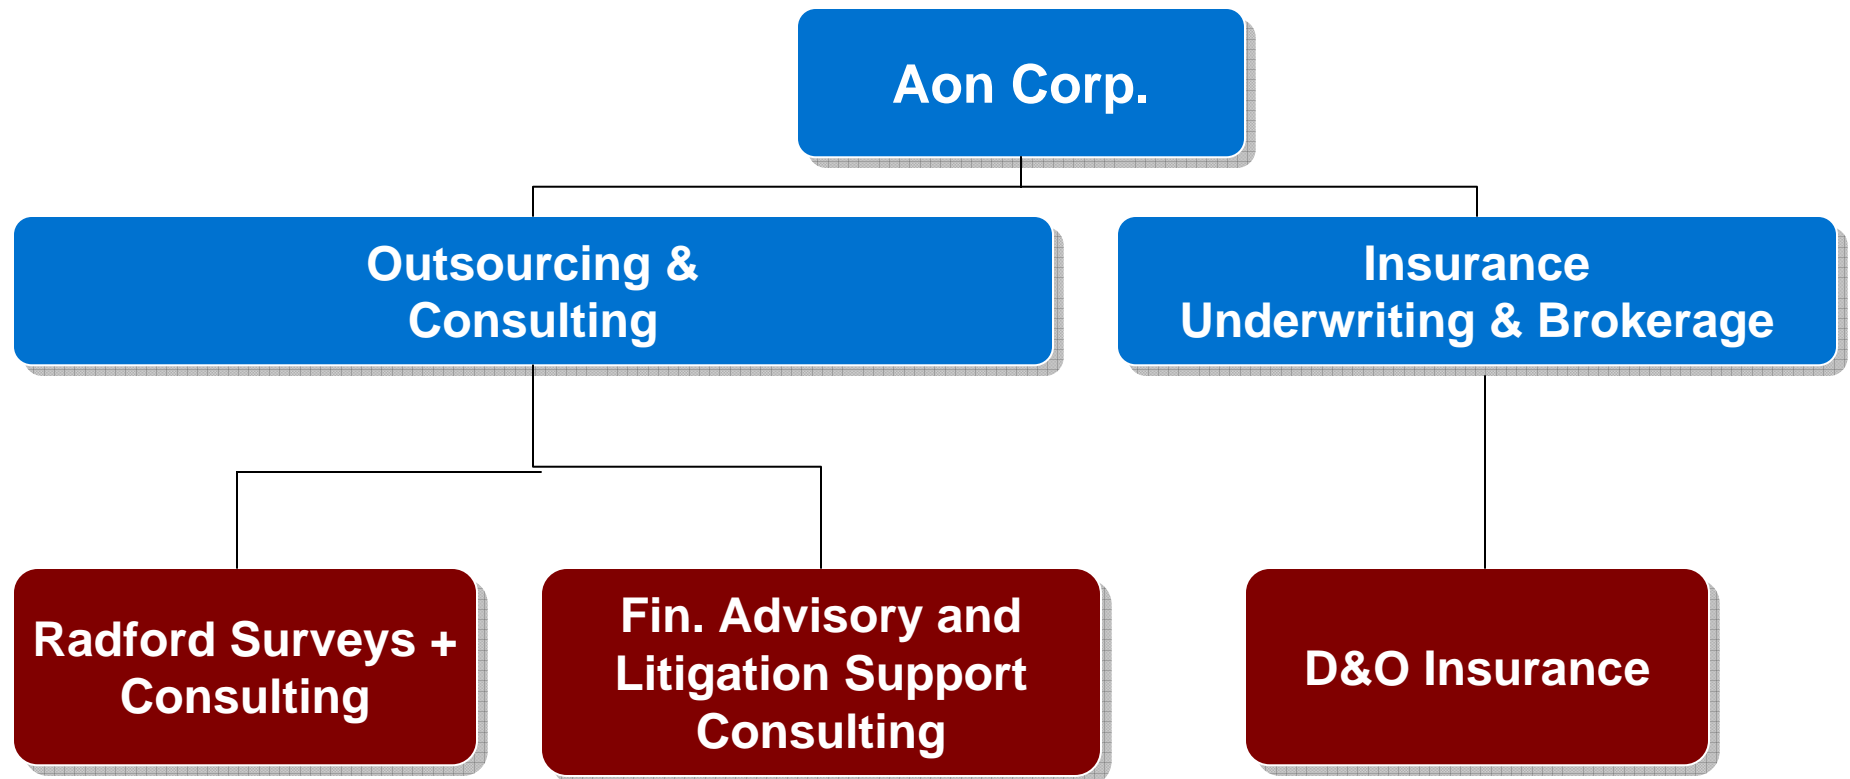 Aon Corp.
Outsourcing &
Consulting
Insurance
Underwriting & Brokerage
Radford Surveys +
Consulting
Fin. Advisory and
Litigation Support
Consulting
D&O Insurance